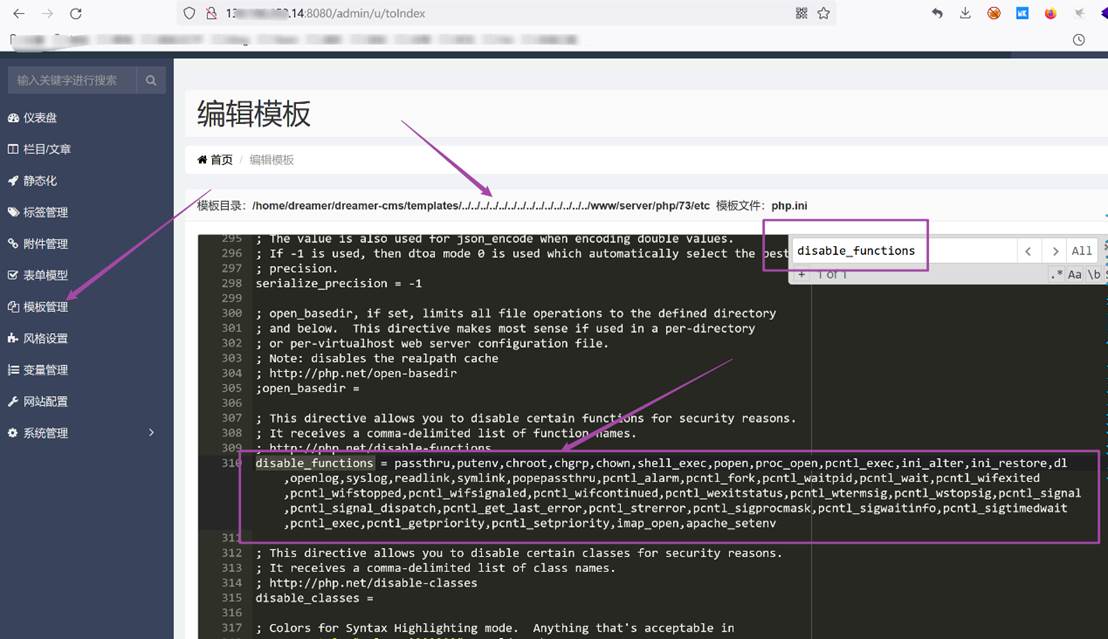 .14:8080/admin/u/toIndex
输入关键字进行搜索
仪表盘
栏目/文章
静态化
标签管理
附件管理
表单模型
模板管理
风格设置
变量管理
网站配置
系统管理
编辑模板
首页 / 编辑模板
模板目录: /home/dreamer/dreamer-cms/templates/../../../../../../../../../../../../../../www/server/php/73/etc 模板文件: php.ini
disable_functions
All
+ 1 of 1
.* Aa \b
295 ; The value is also used for json_encode when encoding double values.
296 ; If -1 is used, then dtoa mode 0 is used which automatically select the best
297 ; precision.
298 serialize_precision = -1
299
300 ; open_basedir, if set, limits all file operations to the defined directory
301 ; and below.  This directive makes most sense if used in a per-directory
302 ; or per-virtualhost web server configuration file.
303 ; Note: disables the realpath cache
304 ; http://php.net/open-basedir
305 ;open_basedir =
306
307 ; This directive allows you to disable certain functions for security reasons.
308 ; It receives a comma-delimited list of function names.
309 ; http://php.net/disable-functions
310 disable_functions = passthru,putenv,chroot,chgrp,chown,shell_exec,popen,proc_open,pcntl_exec,ini_alter,ini_restore,dl
,openlog,syslog,readlink,symlink,popepassthru,pcntl_alarm,pcntl_fork,pcntl_waitpid,pcntl_wait,pcntl_wifexited
,pcntl_wifstopped,pcntl_wifsignaled,pcntl_wifcontinued,pcntl_wexitstatus,pcntl_wtermsig,pcntl_wstopsig,pcntl_signal
,pcntl_signal_dispatch,pcntl_get_last_error,pcntl_strerror,pcntl_sigprocmask,pcntl_sigwaitinfo,pcntl_sigtimedwait
,pcntl_exec,pcntl_getpriority,pcntl_setpriority,imap_open,apache_setenv
311
312 ; This directive allows you to disable certain classes for security reasons.
313 ; It receives a comma-delimited list of class names.
314 ; http://php.net/disable-classes
315 disable_classes =
316
317 ; Colors for Syntax Highlighting mode.  Anything that's acceptable in